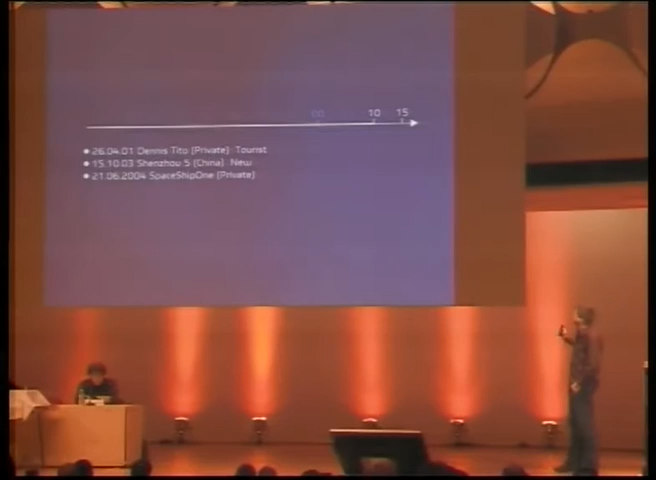 00 10 15
26.04.01 Dennis Tito (Private) Tourist
15.10.03 Shenzhou 5 (China) New
21.06.2004 SpaceShipOne (Private)